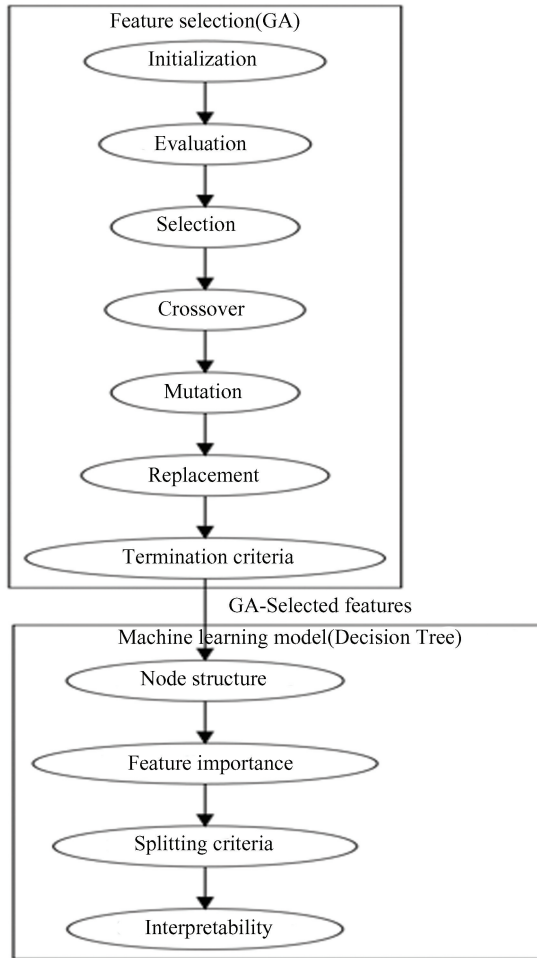 Feature selection(GA)
Initialization
Evaluation
Selection
Crossover
Mutation
Replacement
Termination criteria
GA-Selected features
Machine learning model(Decision Tree)
Node structure
Feature importance
Splitting criteria
Interpretability